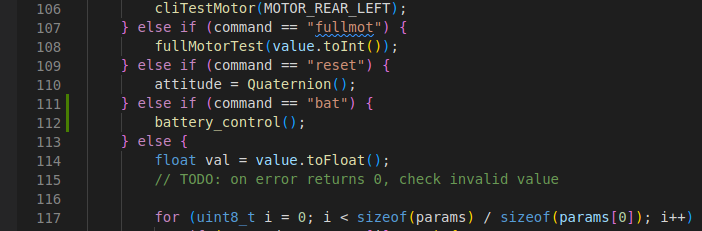 106 cliTestMotor(MOTOR_REAR_LEFT);
107 } else if (command == "fullmot") {
108 fullMotorTest(value.toInt());
109 } else if (command == "reset") {
110 attitude = Quaternion();
111 } else if (command == "bat") {
112 battery_control();
113 } else {
114 float val = value.toFloat();
115 // TODO: on error returns 0, check invalid value
116
117 for (uint8_t i = 0; i < sizeof(params) / sizeof(params[0]); i++)